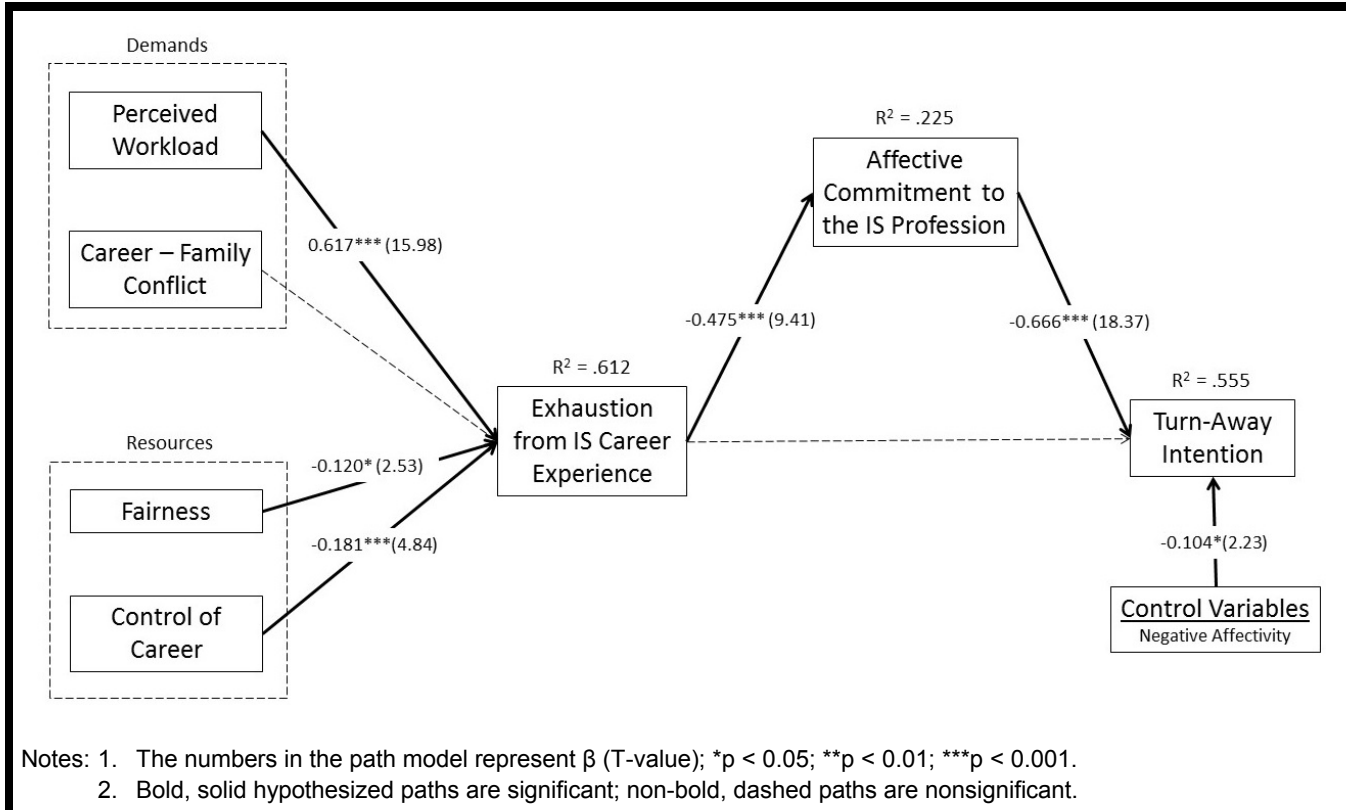 Demands
Perceived
Workload
Career – Family
Conflict
0.617*** (15.98)
Resources
Fairness
Control of
Career
-0.120* (2.53)
-0.181***(4.84)
R² = .612
Exhaustion
from IS Career
Experience
-0.475*** (9.41)
R² = .225
Affective
Commitment to
the IS Profession
-0.666*** (18.37)
R² = .555
Turn-Away
Intention
-0.104*(2.23)
Control Variables
Negative Affectivity
Notes: 1. The numbers in the path model represent β (T-value); *p < 0.05; **p < 0.01; ***p < 0.001.
2. Bold, solid hypothesized paths are significant; non-bold, dashed paths are nonsignificant.